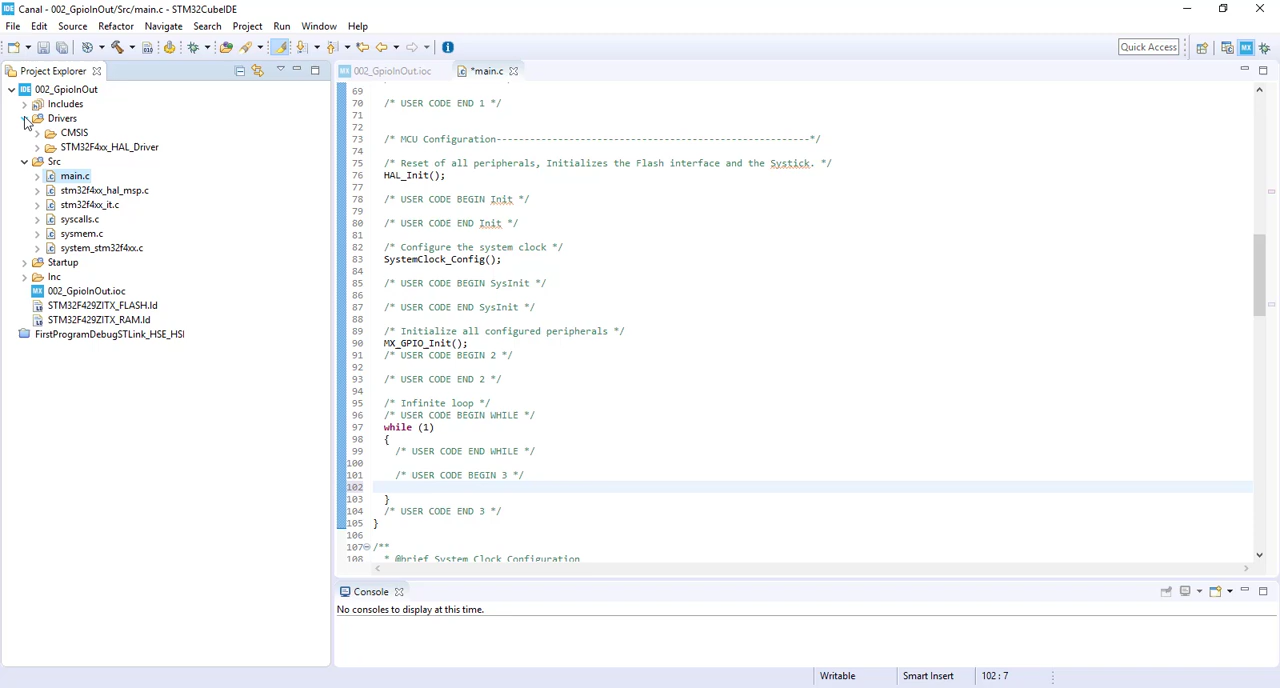 IDE Canal - 002_GpioInOut/Src/main.c - STM32CubeIDE
File Edit Source Refactor Navigate Search Project Run Window Help
010
Quick Access
MX
Project Explorer
002_GpioInOut
Includes
Drivers
CMSIS
STM32F4xx_HAL_Driver
Src
main.c
stm32f4xx_hal_msp.c
stm32f4xx_it.c
syscalls.c
sysmem.c
system_stm32f4xx.c
Startup
Inc
MX 002_GpioInOut.ioc
STM32F429ZITX_FLASH.ld
STM32F429ZITX_RAM.ld
FirstProgramDebugSTLink_HSE_HSI
MX 002_GpioInOut.ioc *main.c
69
70 /* USER CODE END 1 */
71
72
73 /* MCU Configuration--------------------------------------------------------*/
74
75 /* Reset of all peripherals, Initializes the Flash interface and the Systick. */
76 HAL_Init();
77
78 /* USER CODE BEGIN Init */
79
80 /* USER CODE END Init */
81
82 /* Configure the system clock */
83 SystemClock_Config();
84
85 /* USER CODE BEGIN SysInit */
86
87 /* USER CODE END SysInit */
88
89 /* Initialize all configured peripherals */
90 MX_GPIO_Init();
91 /* USER CODE BEGIN 2 */
92
93 /* USER CODE END 2 */
94
95 /* Infinite loop */
96 /* USER CODE BEGIN WHILE */
97 while (1)
98 {
99 /* USER CODE END WHILE */
100
101 /* USER CODE BEGIN 3 */
102
103 }
104 /* USER CODE END 3 */
105 }
106
107 /**
108 * @brief System Clock Configuration
Console
No consoles to display at this time.
Writable Smart Insert 102 : 7